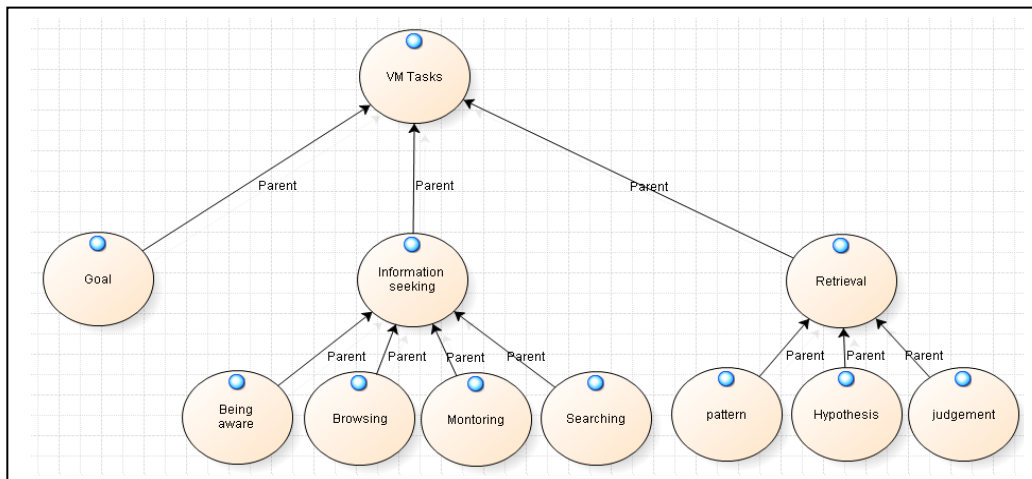 VM Tasks
Parent
Parent
Parent
Goal
Information
seeking
Retrieval
Parent
Parent
Parent
Parent
Parent
Parent
Parent
Being
aware
Browsing
Montoring
Searching
pattern
Hypothesis
judgement